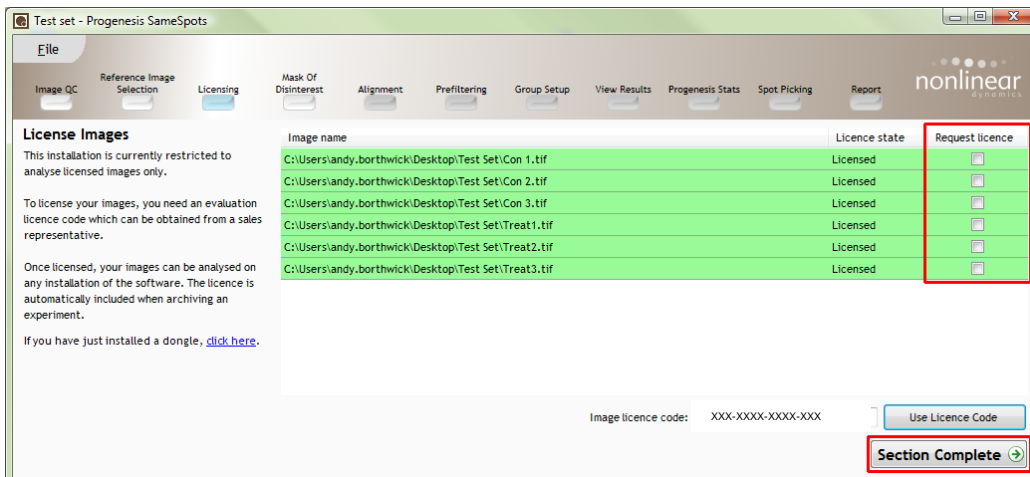 Test set - Progenesis SameSpots
File
Image QC
Reference Image
Selection
Licensing
Mask Of
Disinterest
Alignment
Prefiltering
Group Setup
View Results
Progenesis Stats
Spot Picking
Report
nonlinear
dynamics
License Images
This installation is currently restricted to
analyse licensed images only.
To license your images, you need an evaluation
licence code which can be obtained from a sales
representative.
Once licensed, your images can be analysed on
any installation of the software. The licence is
automatically included when archiving an
experiment.
If you have just installed a dongle, click here.
Image name Licence state Request licence
C:\Users\andy.borthwick\Desktop\Test Set\Con 1.tif Licensed
C:\Users\andy.borthwick\Desktop\Test Set\Con 2.tif Licensed
C:\Users\andy.borthwick\Desktop\Test Set\Con 3.tif Licensed
C:\Users\andy.borthwick\Desktop\Test Set\Treat1.tif Licensed
C:\Users\andy.borthwick\Desktop\Test Set\Treat2.tif Licensed
C:\Users\andy.borthwick\Desktop\Test Set\Treat3.tif Licensed
Image licence code: XXX-XXXX-XXXX-XXX Use Licence Code
Section Complete